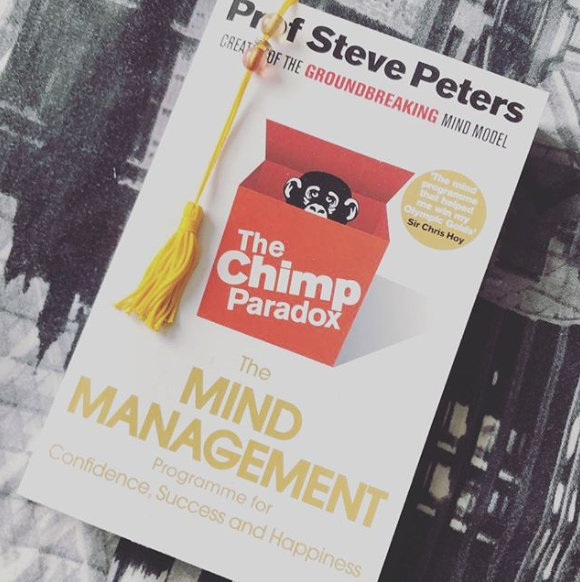 Prof Steve Peters
OF THE GROUNDBREAKING MIND MODEL
'The mind
programme
that helped
me win my
Olympic Golds'
Sir Chris Hoy
The
Chimp
Paradox
The
MIND
MANAGEMENT
Programme for
Confidence, Success and Happiness